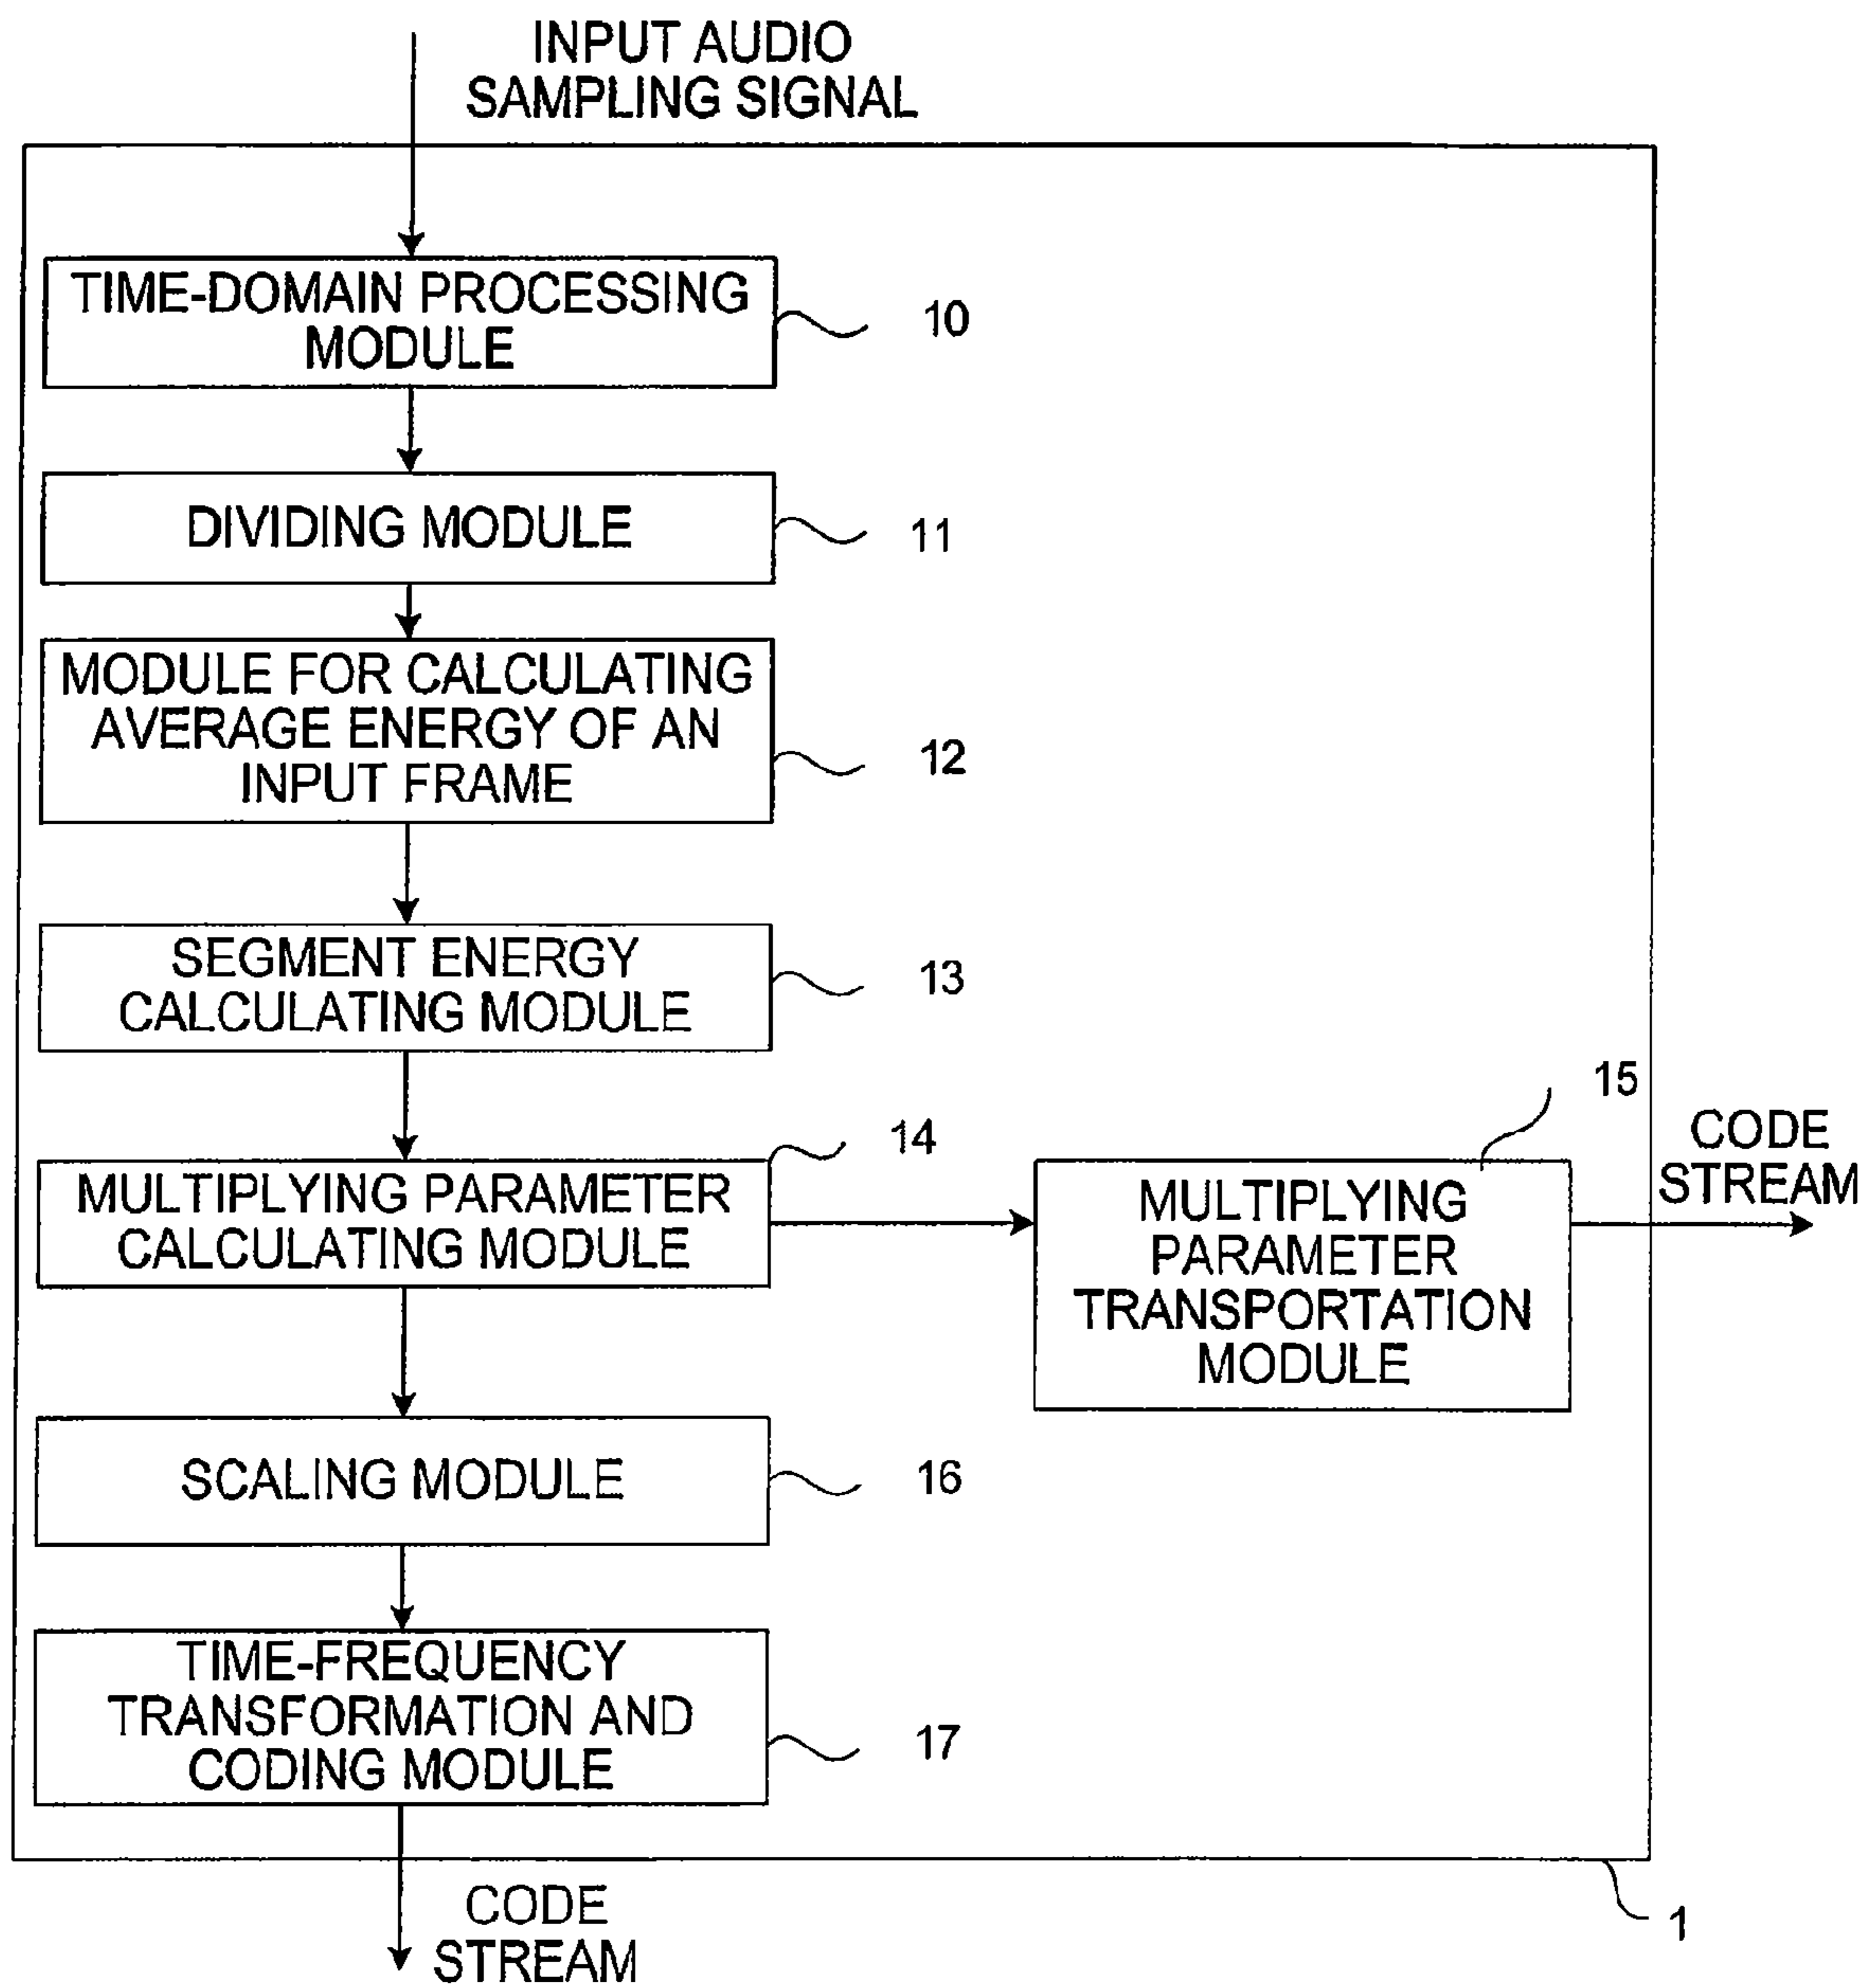 INPUT AUDIO
SAMPLING SIGNAL
TIME-DOMAIN PROCESSING
MODULE
10
DIVIDING MODULE
11
MODULE FOR CALCULATING
AVERAGE ENERGY OF AN
INPUT FRAME
12
SEGMENT ENERGY
CALCULATING MODULE
13
MULTIPLYING PARAMETER
CALCULATING MODULE
14
MULTIPLYING
PARAMETER
TRANSPORTATION
MODULE
15
CODE
STREAM
SCALING MODULE
16
TIME-FREQUENCY
TRANSFORMATION AND
CODING MODULE
17
CODE
STREAM
1